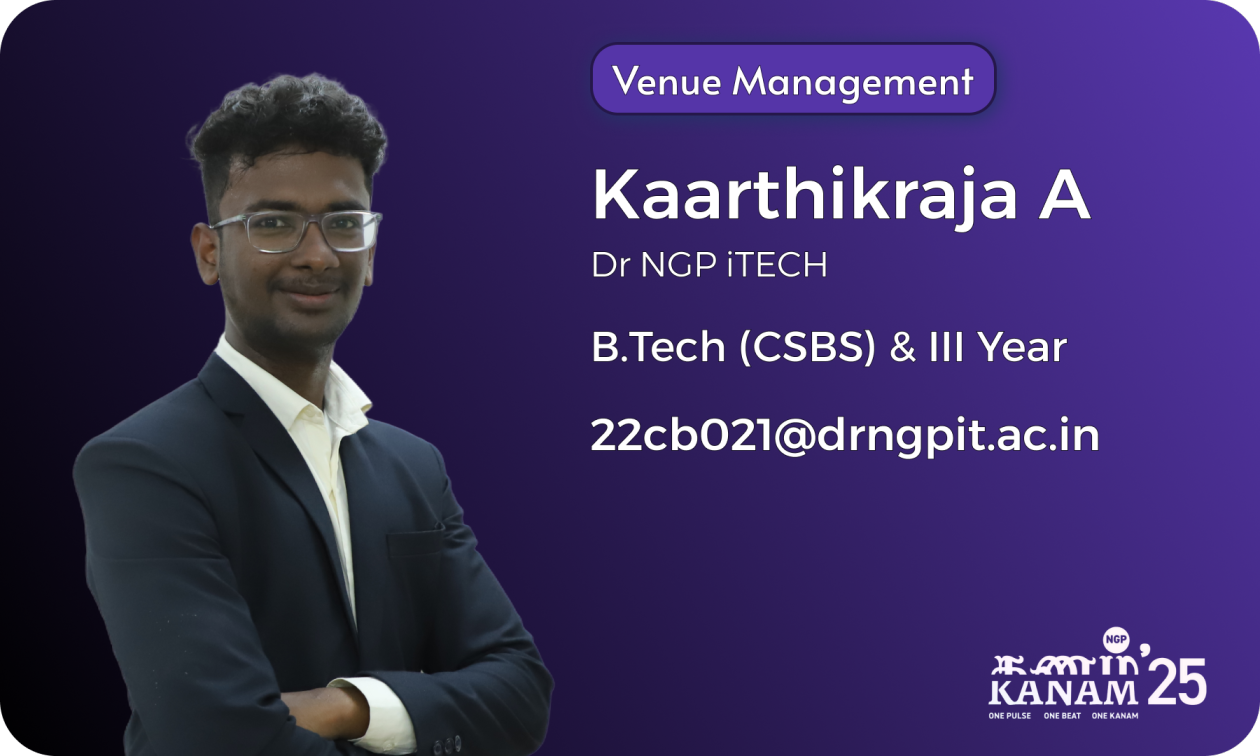 Venue Management
Kaarthikraja A
Dr NGP iTECH
B.Tech (CSBS) & III Year
22cb021@drngpit.ac.in
NGP
கணம்'25
KANAM
ONE PULSE ONE BEAT ONE KANAM